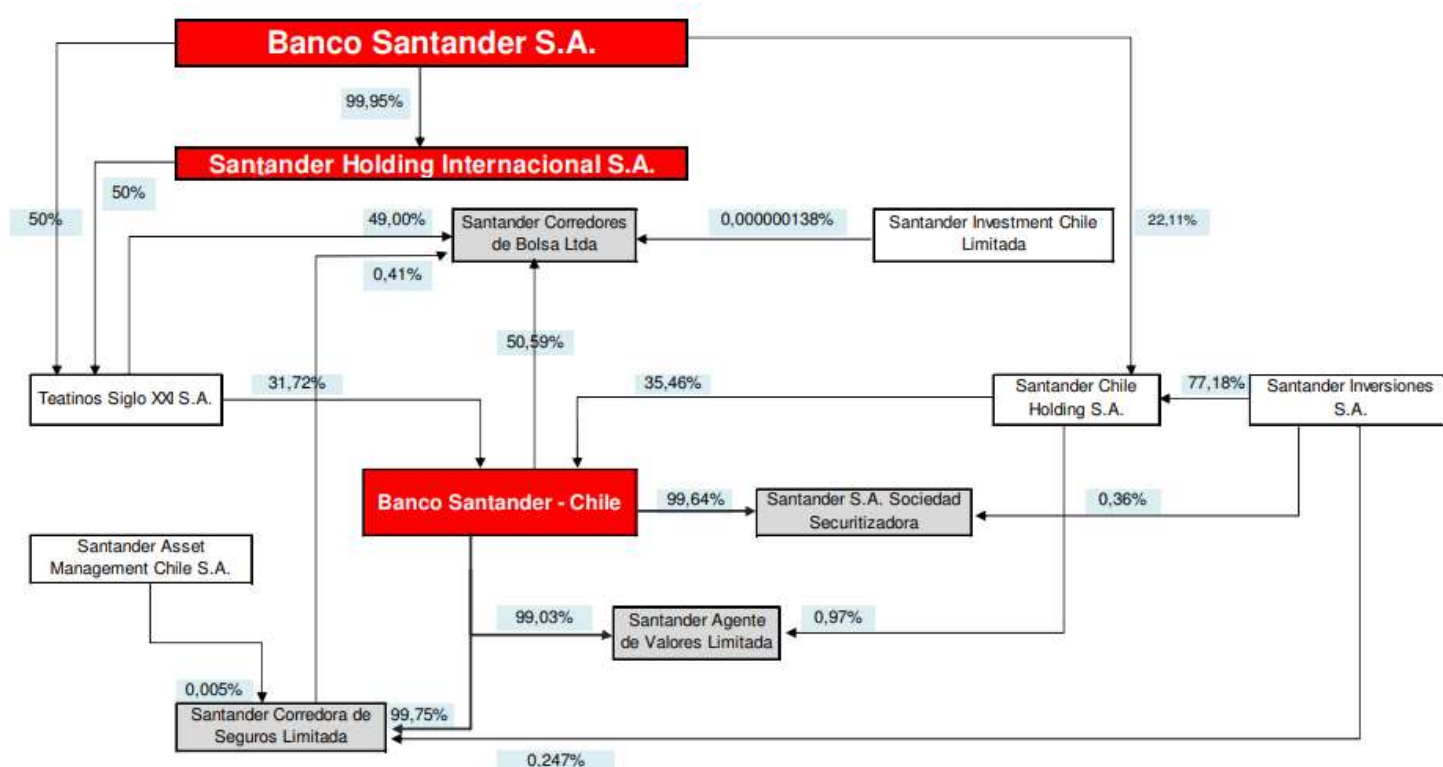 Banco Santander S.A.
99,95%
Santander Holding Internacional S.A.
50%
50%
49,00%
Santander Corredores
de Bolsa Ltda
0,000000138%
Santander Investment Chile
Limitada
22,11%
0,41%
50,59%
Teatinos Siglo XXI S.A.
31,72%
35,46%
Santander Chile
Holding S.A.
77,18%
Santander Inversiones
S.A.
Banco Santander - Chile
99,64%
Santander S.A. Sociedad
Securitizadora
0,36%
Santander Asset
Management Chile S.A.
99,03%
Santander Agente
de Valores Limitada
0,97%
0,005%
Santander Corredora de
Seguros Limitada
99,75%
0,247%